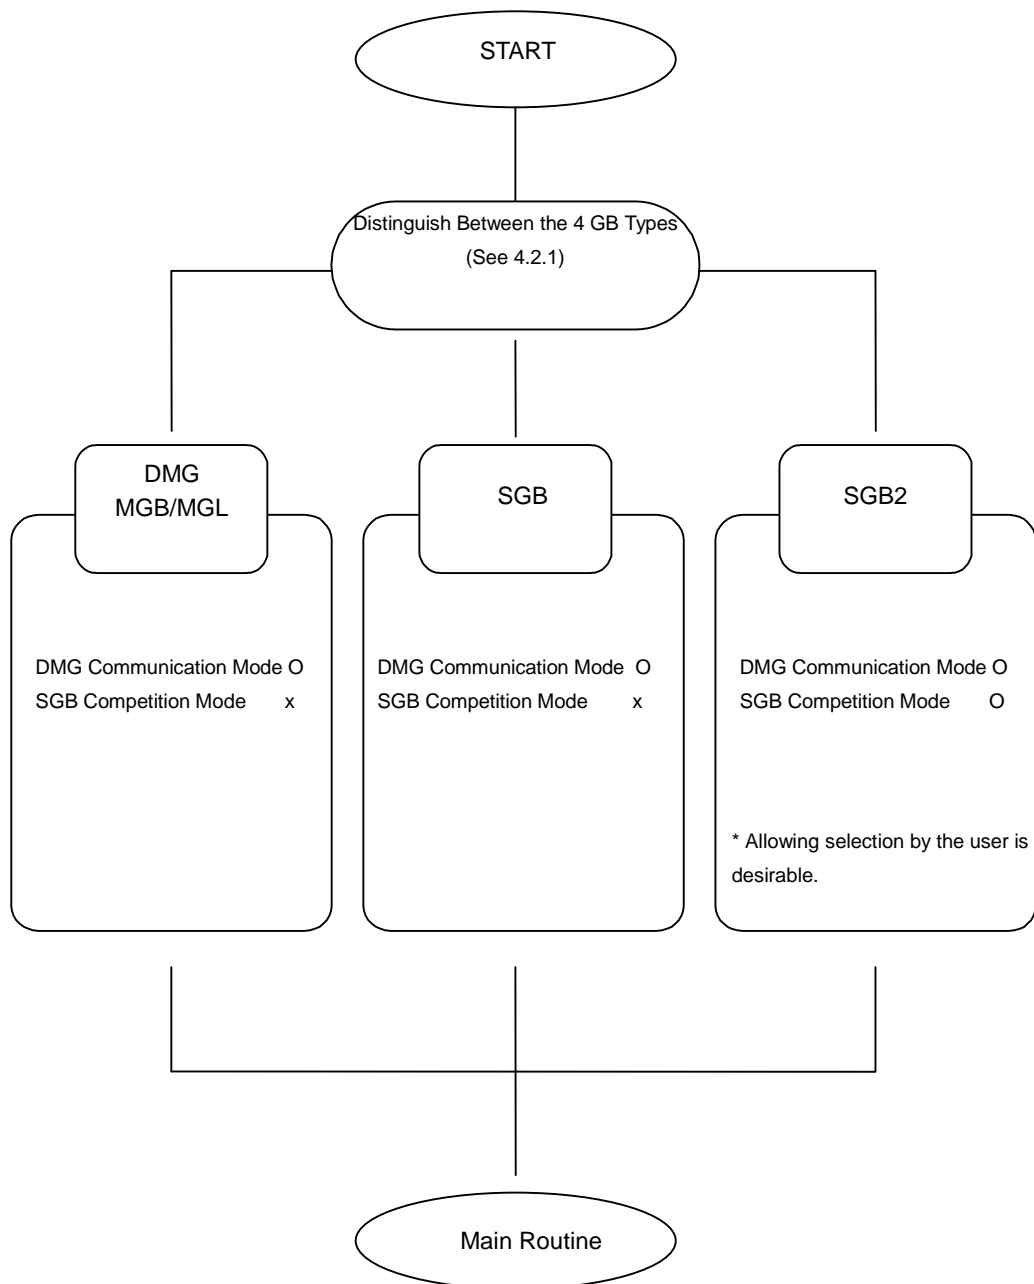 START
Distinguish Between the 4 GB Types
(See 4.2.1)
DMG
MGB/MGL
DMG Communication Mode O
SGB Competition Mode x
SGB
DMG Communication Mode O
SGB Competition Mode x
SGB2
DMG Communication Mode O
SGB Competition Mode O
* Allowing selection by the user is
desirable.
Main Routine